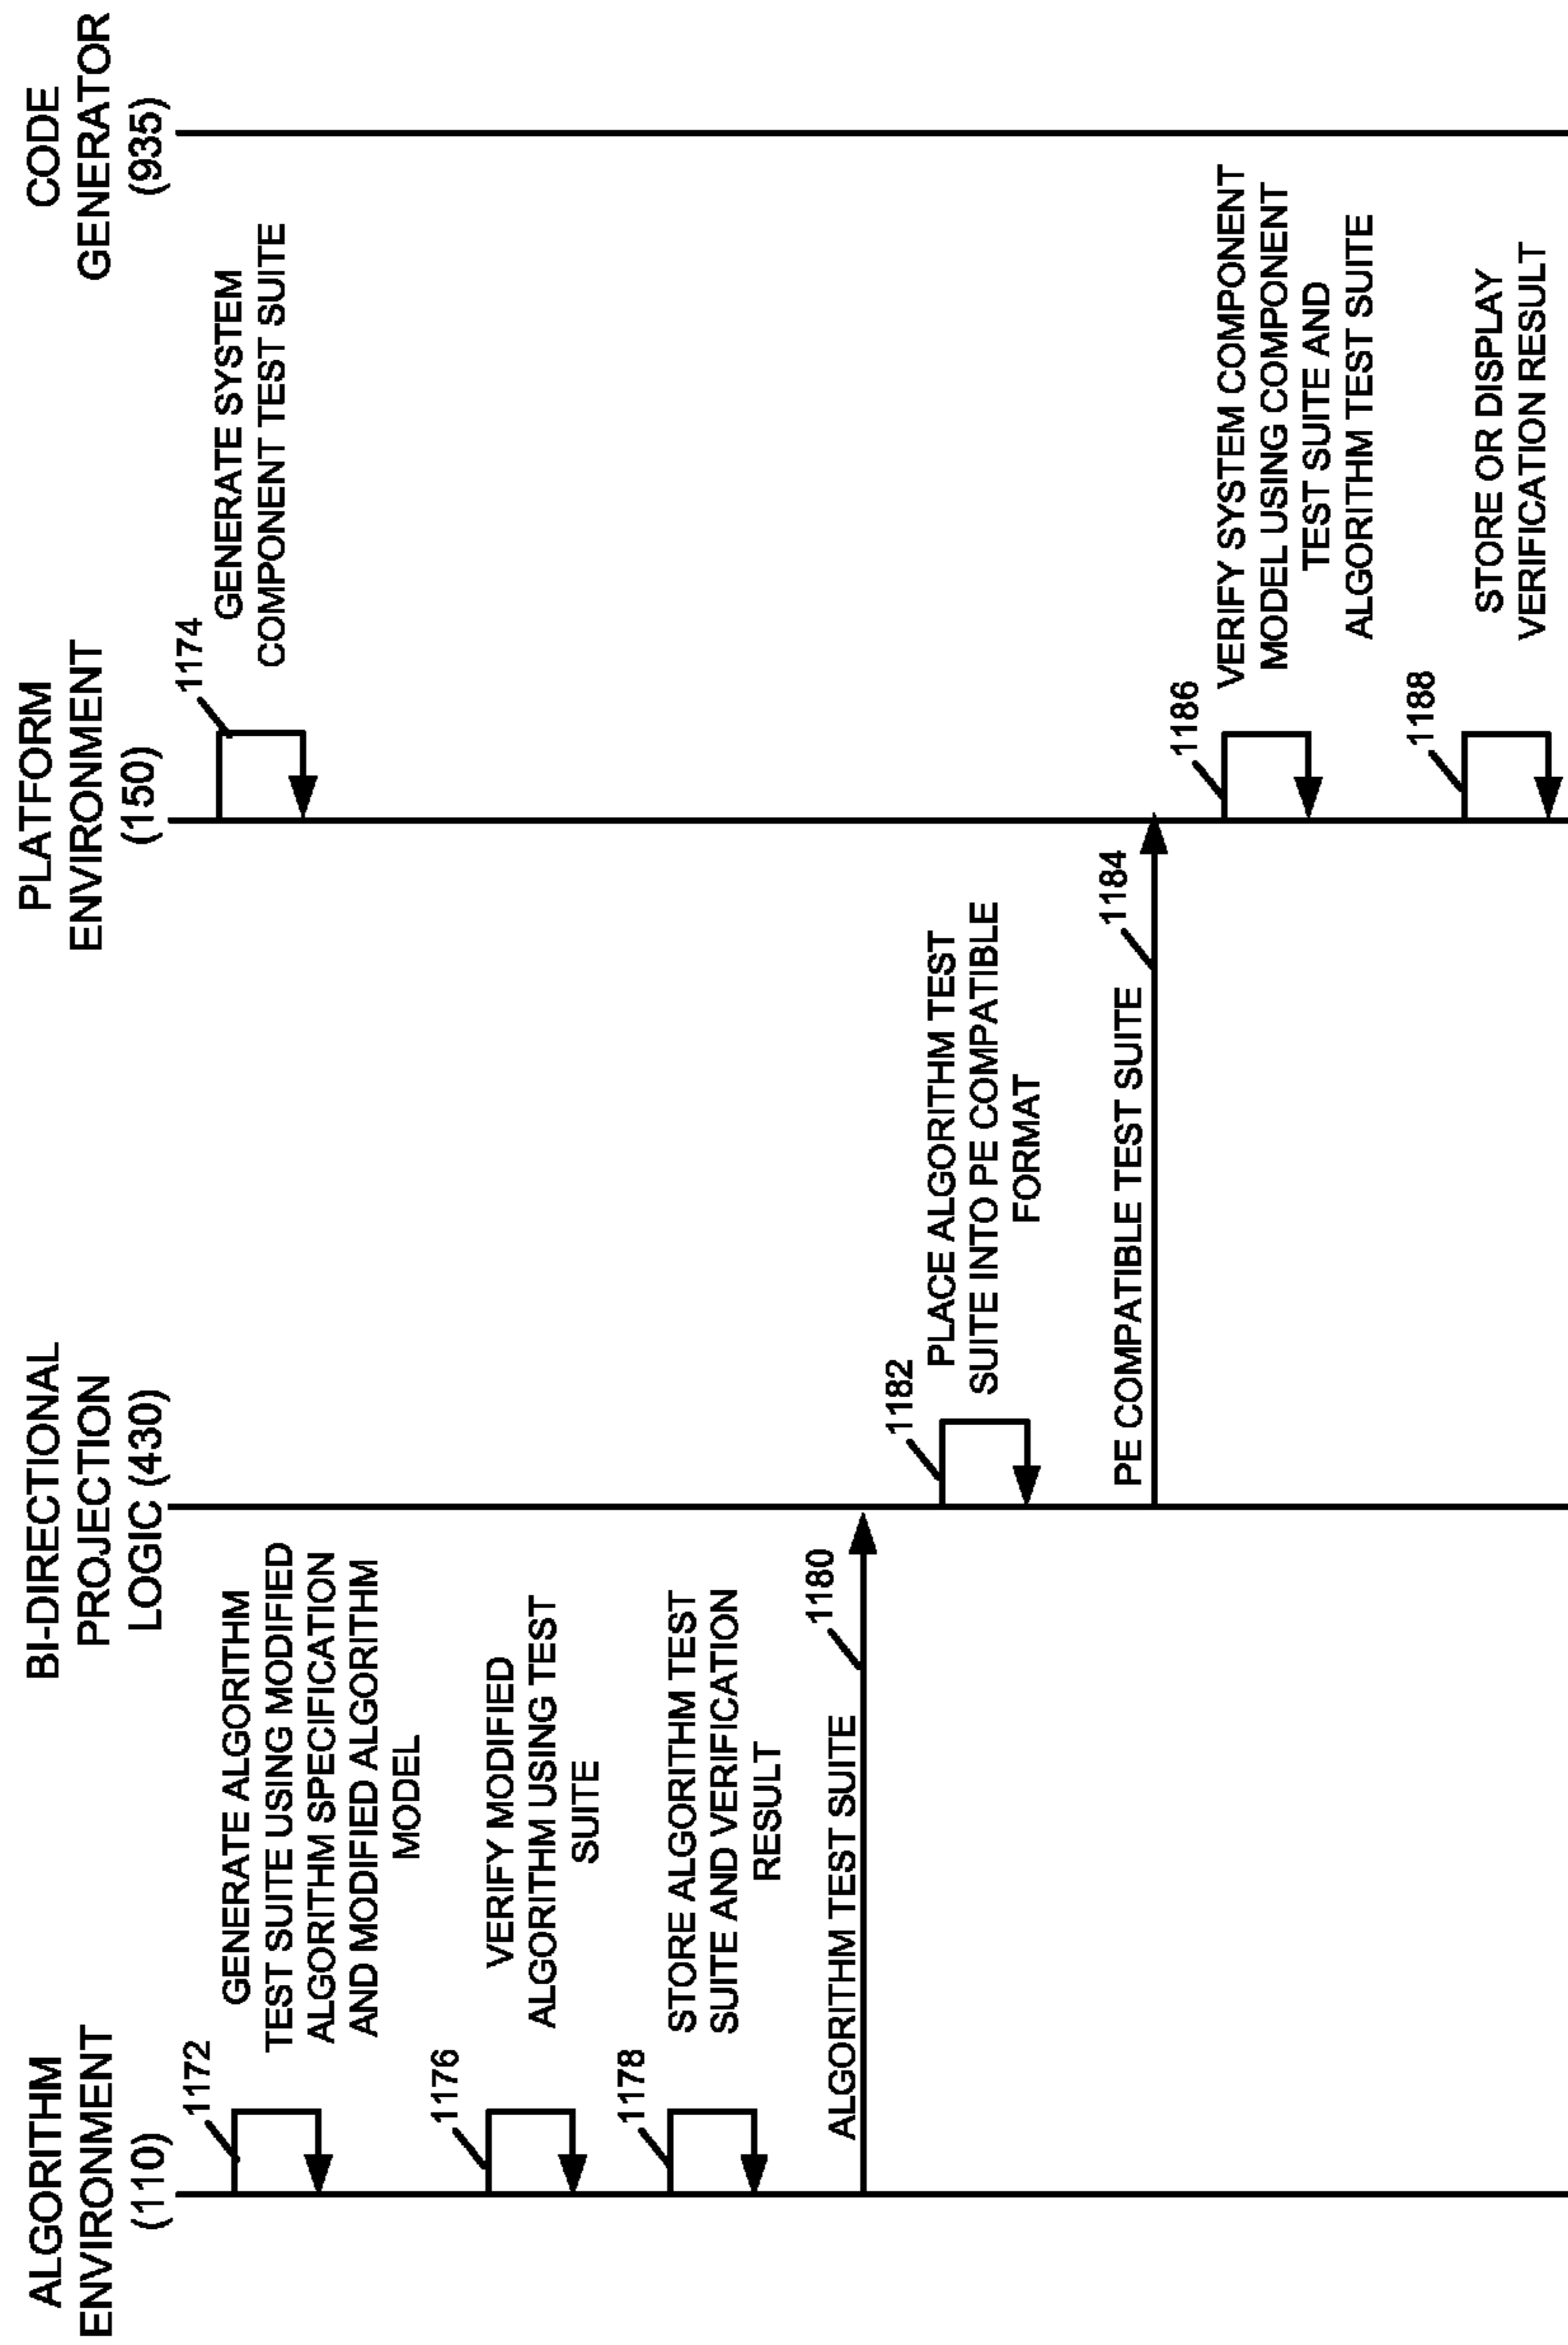 ALGORITHM
ENVIRONMENT
(110)
BI-DIRECTIONAL
PROJECTION
LOGIC (430)
PLATFORM
ENVIRONMENT
(150)
CODE
GENERATOR
(935)
1172
GENERATE ALGORITHM
TEST SUITE USING MODIFIED
ALGORITHM SPECIFICATION
AND MODIFIED ALGORITHM
MODEL
1174
GENERATE SYSTEM
COMPONENT TEST SUITE
1176
VERIFY MODIFIED
ALGORITHM USING TEST
SUITE
1178
STORE ALGORITHM TEST
SUITE AND VERIFICATION
RESULT
1180
ALGORITHM TEST SUITE
1182
PLACE ALGORITHM TEST
SUITE INTO PE COMPATIBLE
FORMAT
1184
PE COMPATIBLE TEST SUITE
1186
VERIFY SYSTEM COMPONENT
MODEL USING COMPONENT
TEST SUITE AND
ALGORITHM TEST SUITE
1188
STORE OR DISPLAY
VERIFICATION RESULT